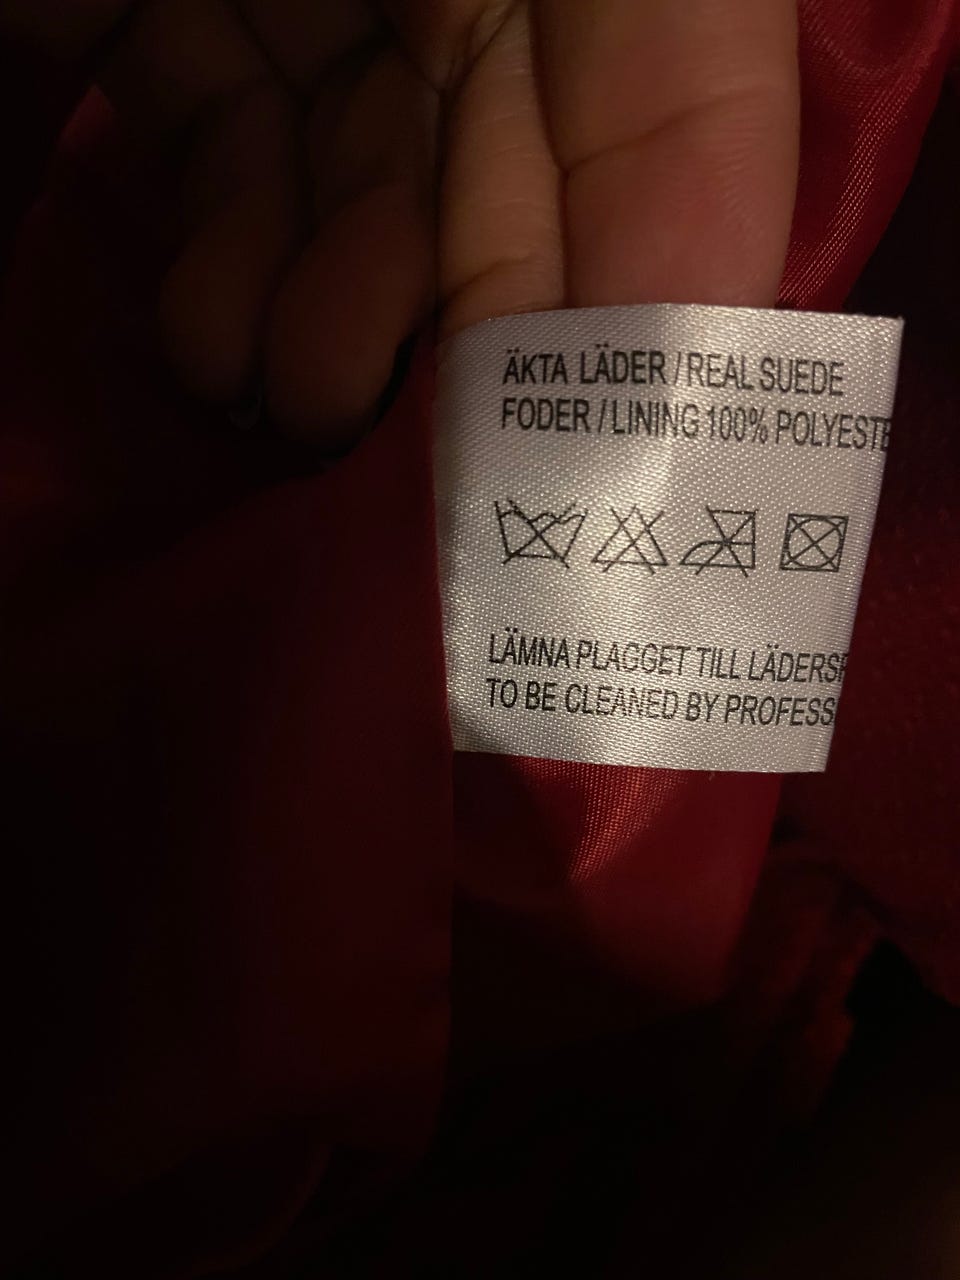 ÄKTA LÄDER / REAL SUEDE
FODER / LINING 100% POLYESTE
LÄMNA PLAGGET TILL LÄDERS
TO BE CLEANED BY PROFESS